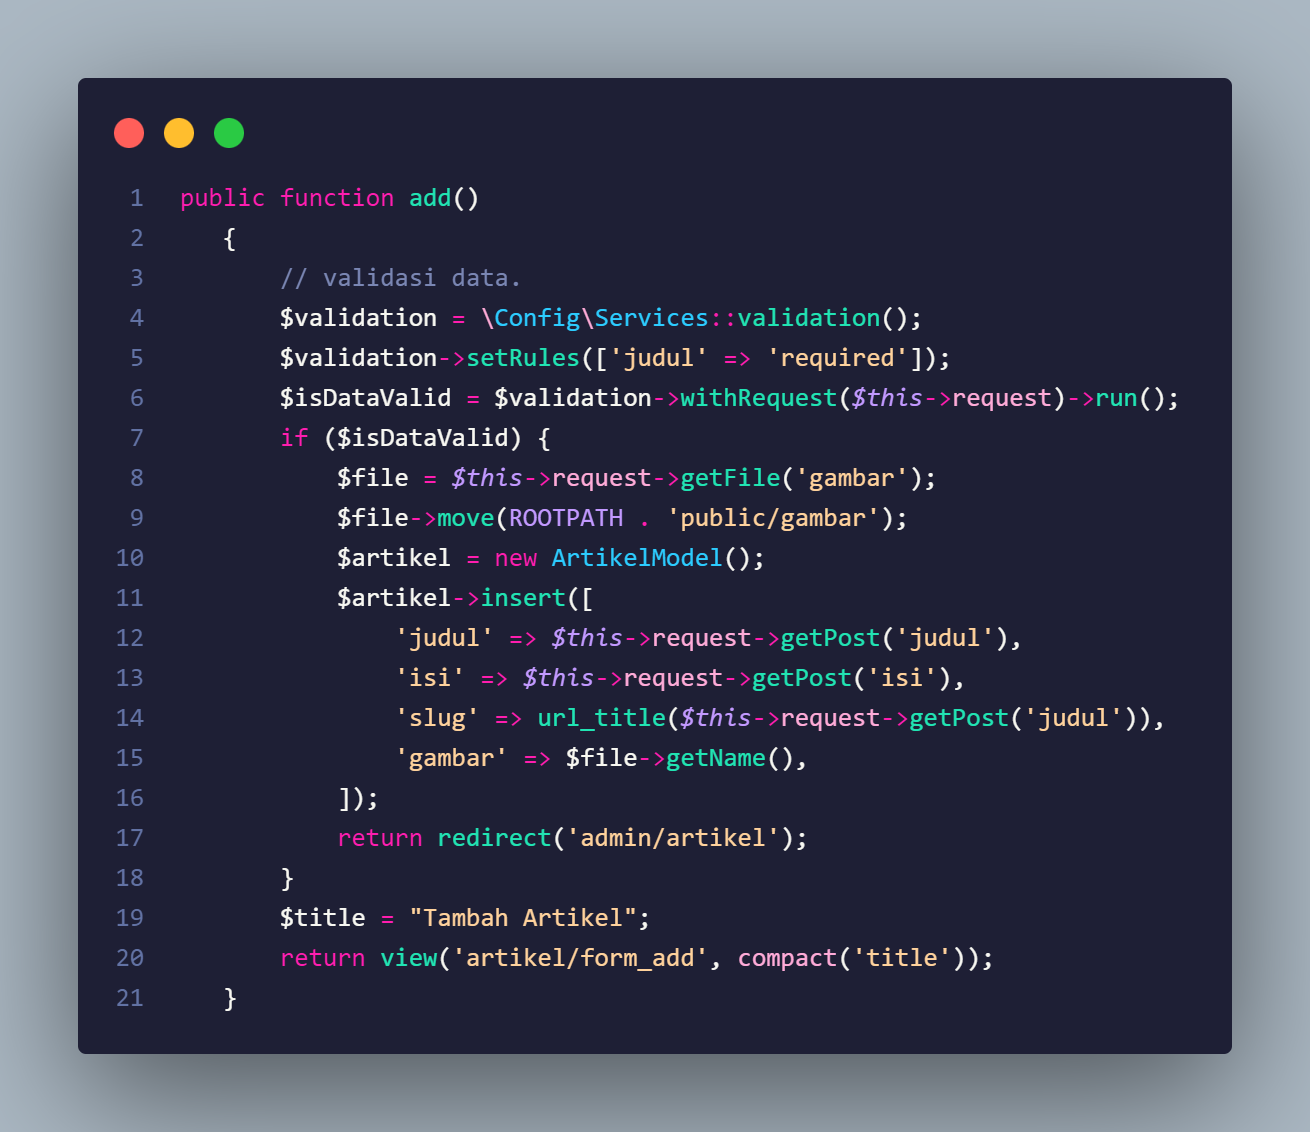 1 public function add()
2 {
3 // validasi data.
4 $validation = \Config\Services::validation();
5 $validation->setRules(['judul' => 'required']);
6 $isDataValid = $validation->withRequest($this->request)->run();
7 if ($isDataValid) {
8 $file = $this->request->getFile('gambar');
9 $file->move(ROOTPATH . 'public/gambar');
10 $artikel = new ArtikelModel();
11 $artikel->insert([
12 'judul' => $this->request->getPost('judul'),
13 'isi' => $this->request->getPost('isi'),
14 'slug' => url_title($this->request->getPost('judul')),
15 'gambar' => $file->getName(),
16 ]);
17 return redirect('admin/artikel');
18 }
19 $title = "Tambah Artikel";
20 return view('artikel/form_add', compact('title'));
21 }